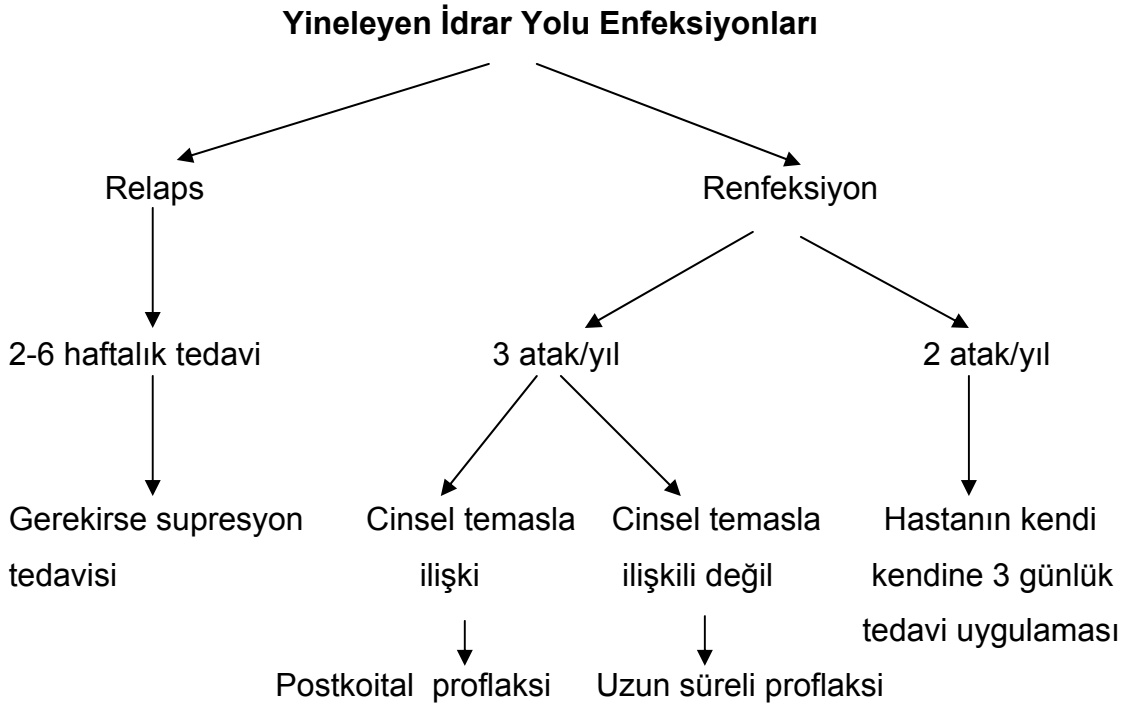 Yineleyen İdrar Yolu Enfeksiyonları
Relaps
Renfeksiyon
2-6 haftalık tedavi
3 atak/yıl
2 atak/yıl
Gerekirse supresyon
tedavisi
Cinsel temasla
ilişki
Cinsel temasla
ilişkili değil
Hastanın kendi
kendine 3 günlük
tedavi uygulaması
Postkoital proflaksi
Uzun süreli proflaksi